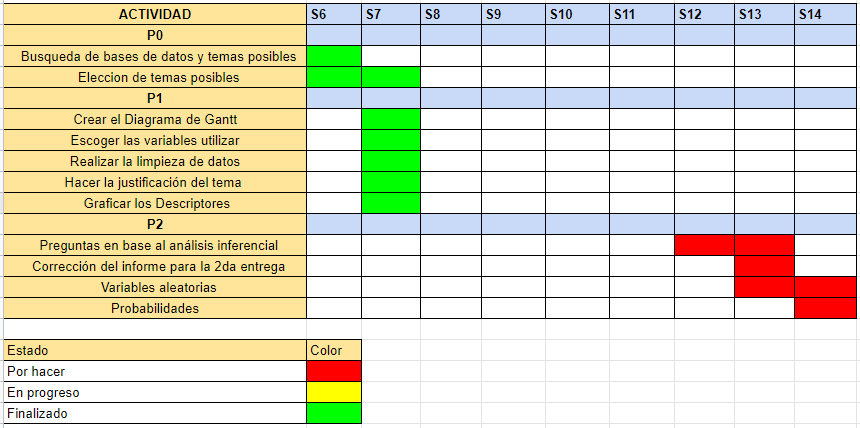 ACTIVIDAD S6 S7 S8 S9 S10 S11 S12 S13 S14
P0
Busqueda de bases de datos y temas posibles
Eleccion de temas posibles
P1
Crear el Diagrama de Gantt
Escoger las variables utilizar
Realizar la limpieza de datos
Hacer la justificación del tema
Graficar los Descriptores
P2
Preguntas en base al análisis inferencial
Corrección del informe para la 2da entrega
Variables aleatorias
Probabilidades
Estado Color
Por hacer
En progreso
Finalizado